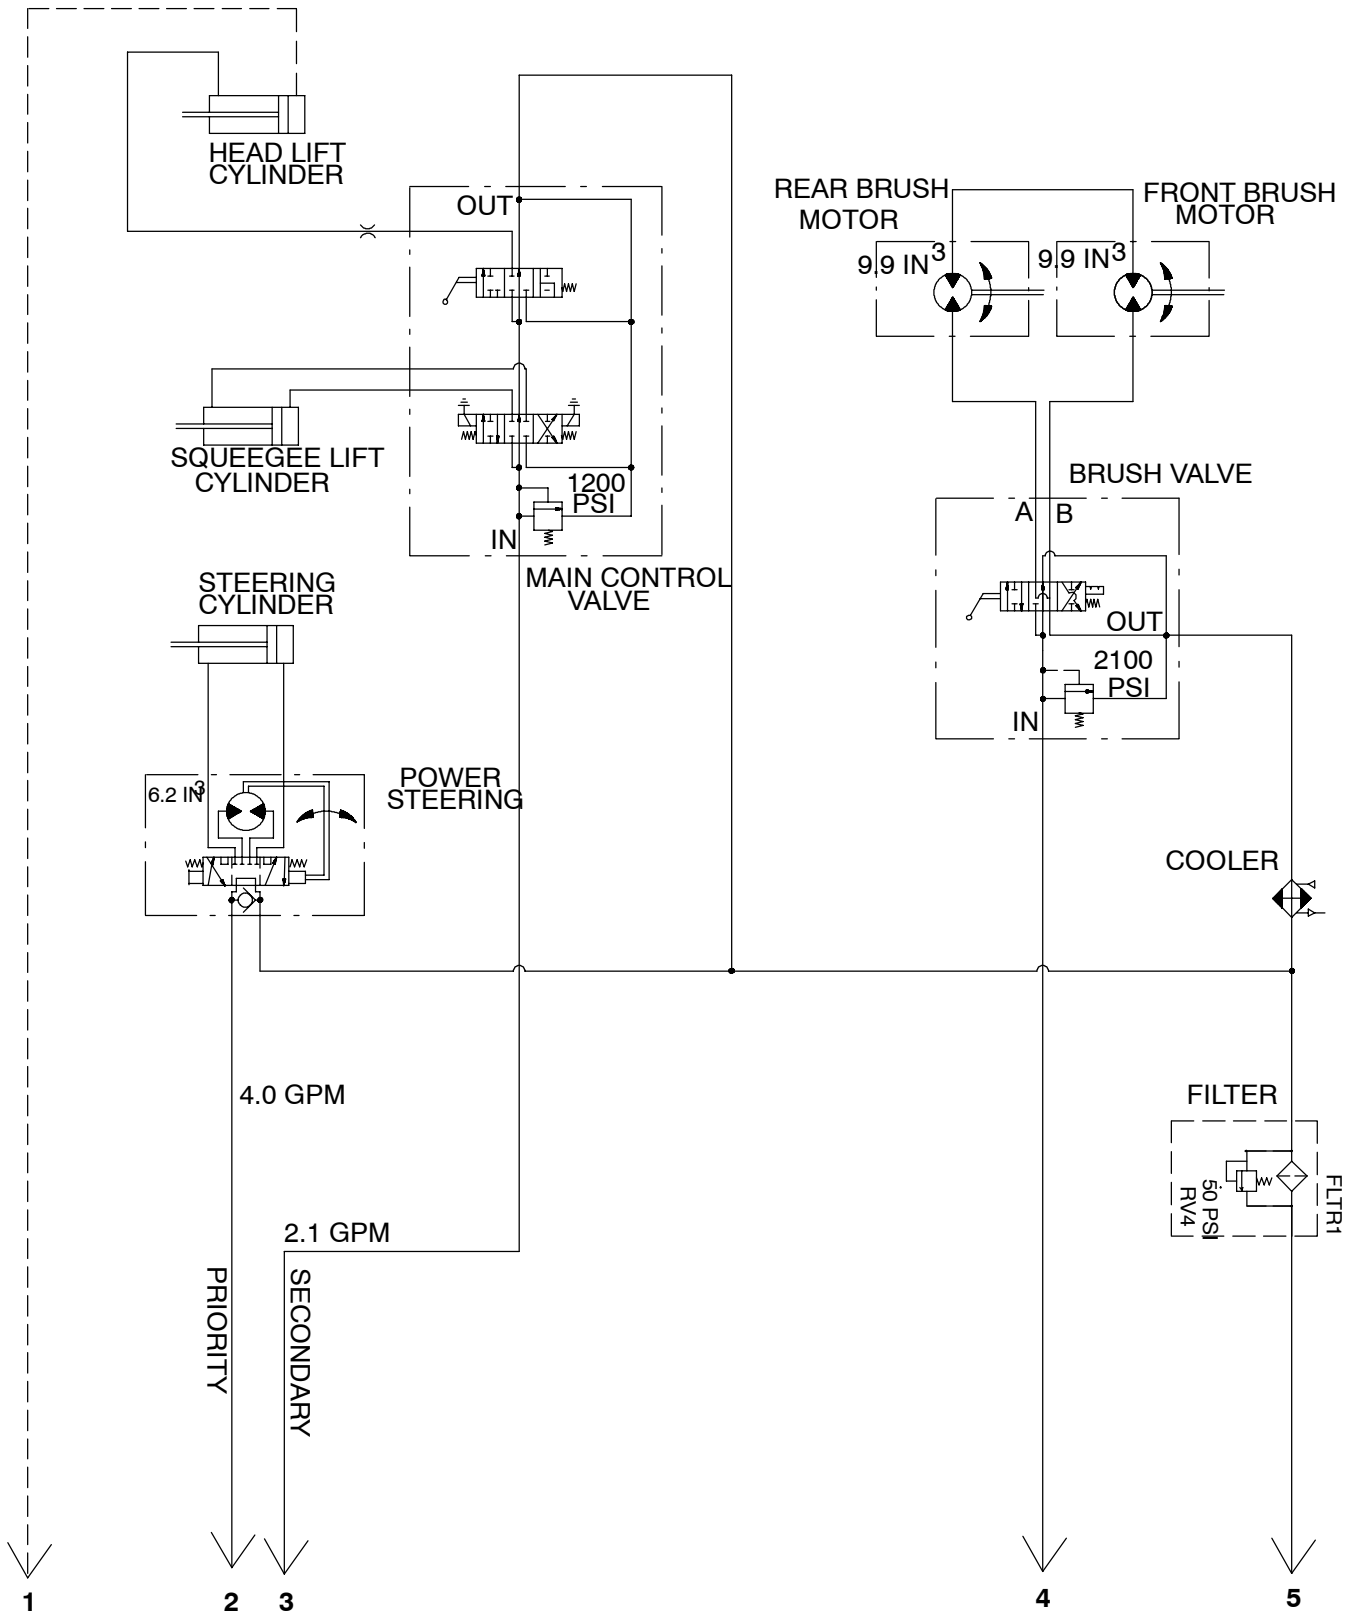 HEAD LIFT
CYLINDER
OUT
REAR BRUSH
MOTOR
FRONT BRUSH
MOTOR
9.9 IN3
9.9 IN3
SQUEEGEE LIFT
CYLINDER
1200
PSI
IN
MAIN CONTROL
VALVE
BRUSH VALVE
A
B
STEERING
CYLINDER
OUT
2100
PSI
IN
POWER
STEERING
6.2 IN3
COOLER
4.0 GPM
FILTER
50 PSI
RV4
FLTR1
2.1 GPM
PRIORITY
SECONDARY
1
2
3
4
5